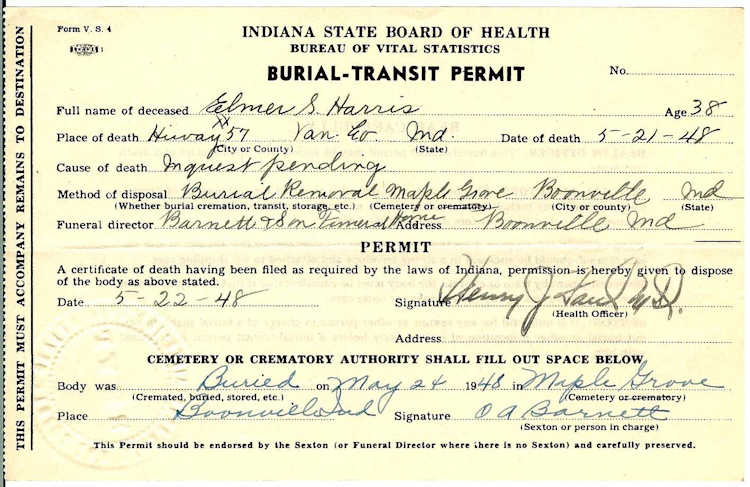 Form V. S. 4
INDIANA STATE BOARD OF HEALTH
BUREAU OF VITAL STATISTICS
BURIAL-TRANSIT PERMIT
No.
Full name of deceased Elmer S. Harris Age 38
Place of death Hiway 57 Van. Co Ind. Date of death 5-21-48
(City or County) (State)
Cause of death Inquest pending
Method of disposal Burial Removal Maple Grove Boonville Ind
(Whether burial cremation, transit, storage, etc.) (Cemetery or crematory) (City or county) (State)
Funeral director Barnett & Son Funeral Home Address Boonville Ind
PERMIT
A certificate of death having been filed as required by the laws of Indiana, permission is hereby given to dispose
of the body as above stated.
Date 5-22-48 Signature Henry J M.D.
(Health Officer)
Address
CEMETERY OR CREMATORY AUTHORITY SHALL FILL OUT SPACE BELOW
Body was Buried on May 24 1948 in Maple Grove
(Cremated, buried, stored, etc.) (Cemetery or crematory)
Place Boonville Ind Signature O A Barnett
(Sexton or person in charge)
This Permit should be endorsed by the Sexton (or Funeral Director where there is no Sexton) and carefully preserved.
THIS PERMIT MUST ACCOMPANY REMAINS TO DESTINATION